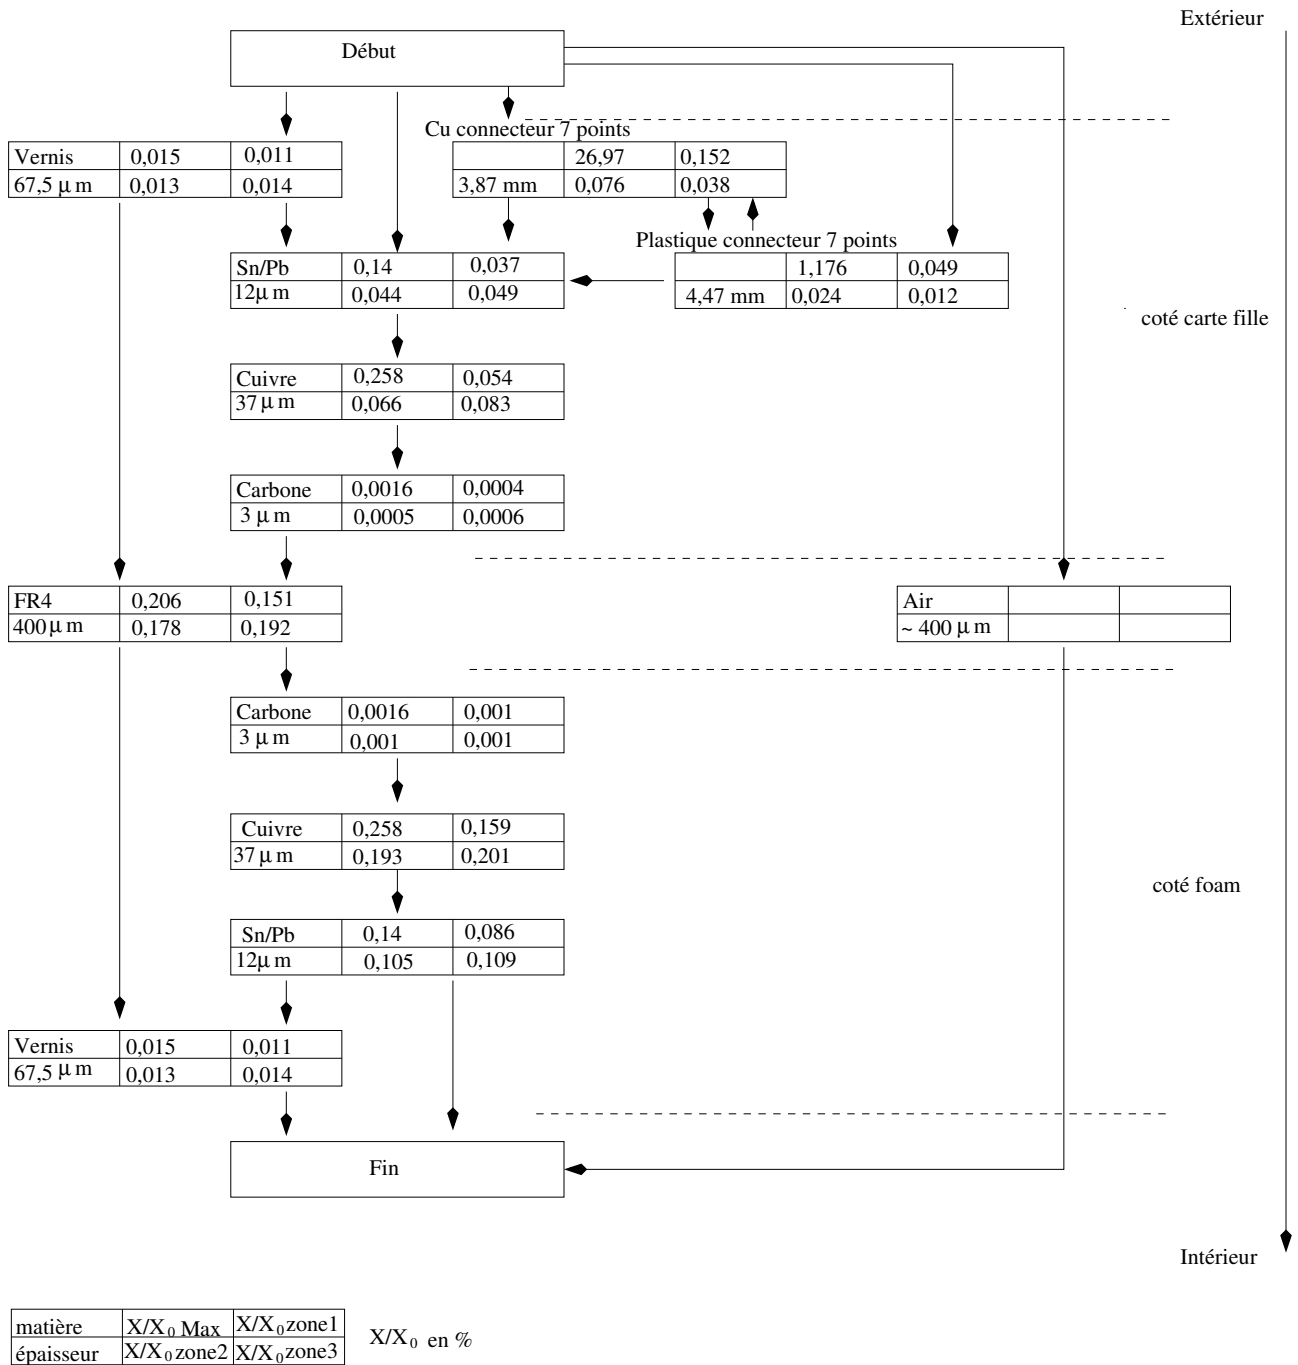 Extérieur
Début
Cu connecteur 7 points
Vernis 0,015 0,011
67,5 µm 0,013 0,014
26,97 0,152
3,87 mm 0,076 0,038
Plastique connecteur 7 points
Sn/Pb 0,14 0,037
12µm 0,044 0,049
1,176 0,049
4,47 mm 0,024 0,012
coté carte fille
Cuivre 0,258 0,054
37µm 0,066 0,083
Carbone 0,0016 0,0004
3 µm 0,0005 0,0006
FR4 0,206 0,151
400µm 0,178 0,192
Air
~ 400 µm
Carbone 0,0016 0,001
3 µm 0,001 0,001
Cuivre 0,258 0,159
37µm 0,193 0,201
coté foam
Sn/Pb 0,14 0,086
12µm 0,105 0,109
Vernis 0,015 0,011
67,5 µm 0,013 0,014
Fin
Intérieur
matière X/X₀ Max X/X₀ zone1
épaisseur X/X₀ zone2 X/X₀ zone3
X/X₀ en %